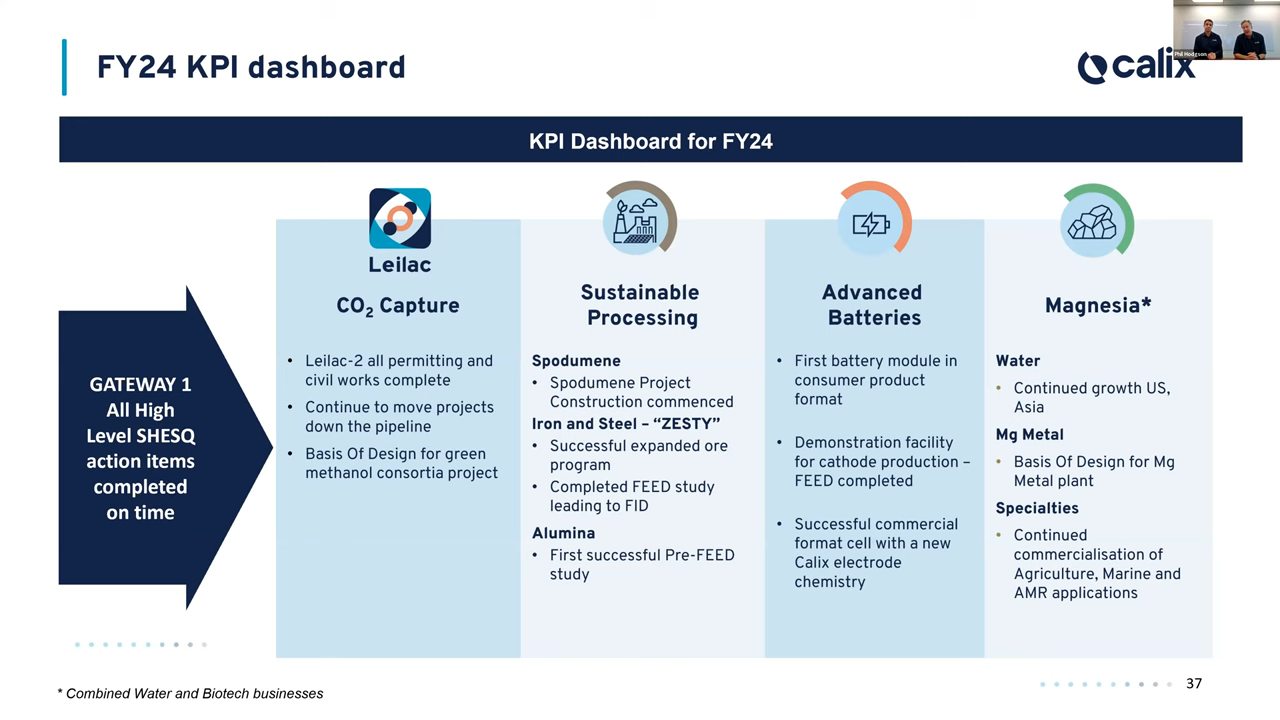 FY24 KPI dashboard
calix
Phil Hodgson
KPI Dashboard for FY24
GATEWAY 1
All High
Level SHESQ
action items
completed
on time
Leilac
CO₂ Capture
• Leilac-2 all permitting and
civil works complete
• Continue to move projects
down the pipeline
• Basis Of Design for green
methanol consortia project
Sustainable
Processing
Spodumene
• Spodumene Project
Construction commenced
Iron and Steel – “ZESTY”
• Successful expanded ore
program
• Completed FEED study
leading to FID
Alumina
• First successful Pre-FEED
study
Advanced
Batteries
• First battery module in
consumer product
format
• Demonstration facility
for cathode production –
FEED completed
• Successful commercial
format cell with a new
Calix electrode
chemistry
Magnesia*
Water
• Continued growth US,
Asia
Mg Metal
• Basis Of Design for Mg
Metal plant
Specialties
• Continued
commercialisation of
Agriculture, Marine and
AMR applications
* Combined Water and Biotech businesses
37